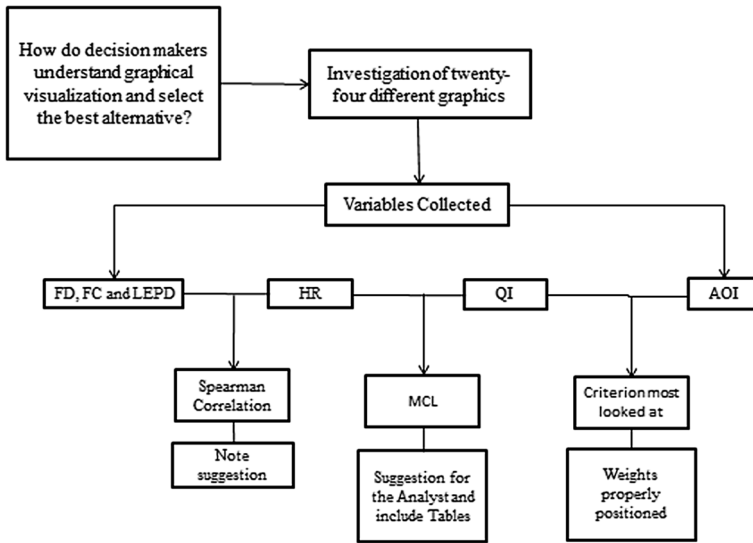 How do decision makers
understand graphical
visualization and select
the best alternative?
Investigation of twenty-
four different graphics
Variables Collected
FD, FC and LEPD
HR
QI
AOI
Spearman
Correlation
MCL
Criterion most
looked at
Note
suggestion
Suggestion for
the Analyst and
include Tables
Weights
properly
positioned